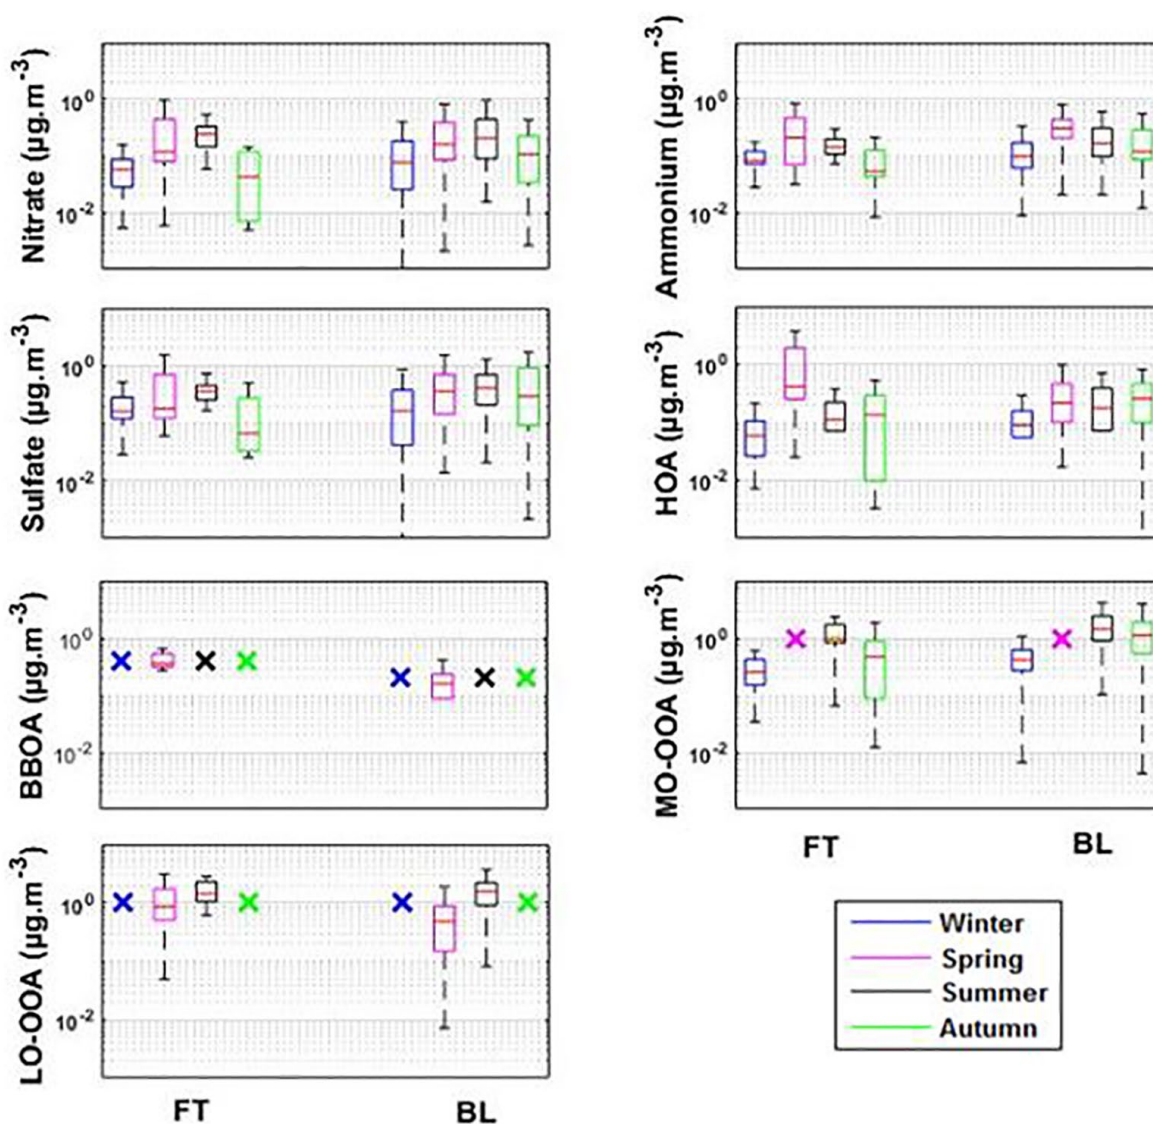 Nitrate (µg.m⁻³)
10⁰
10⁻²
Ammonium (µg.m⁻³)
10⁰
10⁻²
Sulfate (µg.m⁻³)
10⁰
10⁻²
HOA (µg.m⁻³)
10⁰
10⁻²
BBOA (µg.m⁻³)
10⁰
10⁻²
MO-OOA (µg.m⁻³)
10⁰
10⁻²
FT BL
LO-OOA (µg.m⁻³)
10⁰
10⁻²
FT BL
Winter
Spring
Summer
Autumn